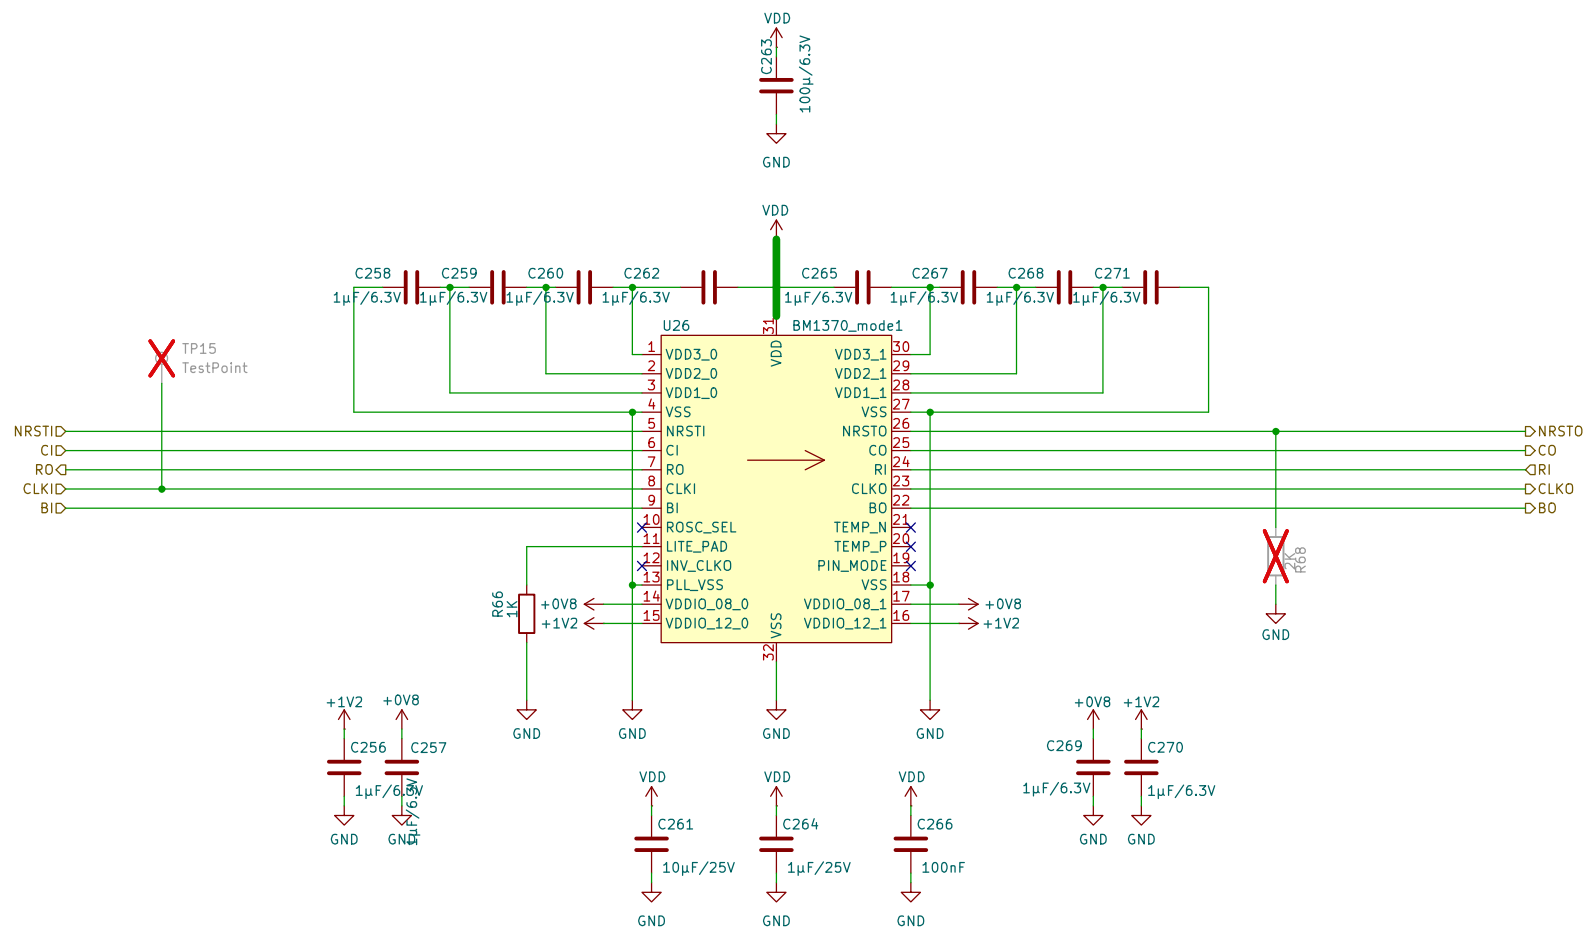 VDD
C263
100µ/6.3V
GND
VDD
C258
C259
C260
C262
C265
C267
C268
C271
1µF/6.3V
1µF/6.3V
1µF/6.3V
1µF/6.3V
1µF/6.3V
1µF/6.3V
1µF/6.3V
1µF/6.3V
U26
BM1370_mode1
31
VDD
TP15
TestPoint
1 VDD3_0
VDD3_1 30
2 VDD2_0
VDD2_1 29
3 VDD1_0
VDD1_1 28
4 VSS
VSS 27
NRSTI
5 NRSTI
NRSTO 26
NRSTO
CI
6 CI
CO 25
CO
RO
7 RO
RI 24
RI
CLKI
8 CLKI
CLKO 23
CLKO
BI
9 BI
BO 22
BO
10 ROSC_SEL
TEMP_N 21
11 LITE_PAD
TEMP_P 20
12 INV_CLKO
PIN_MODE 19
13 PLL_VSS
VSS 18
+0V8
14 VDDIO_08_0
VDDIO_08_1 17
+0V8
+1V2
15 VDDIO_12_0
VDDIO_12_1 16
+1V2
VSS
32
R66
1K
2K
R68
GND
GND
GND
GND
GND
+1V2
+0V8
C256
C257
1µF/6.3V
1µF/6.3V
GND
GND
+0V8
+1V2
C269
C270
1µF/6.3V
1µF/6.3V
GND
GND
VDD
VDD
VDD
C261
C264
C266
10µF/25V
1µF/25V
100nF
GND
GND
GND